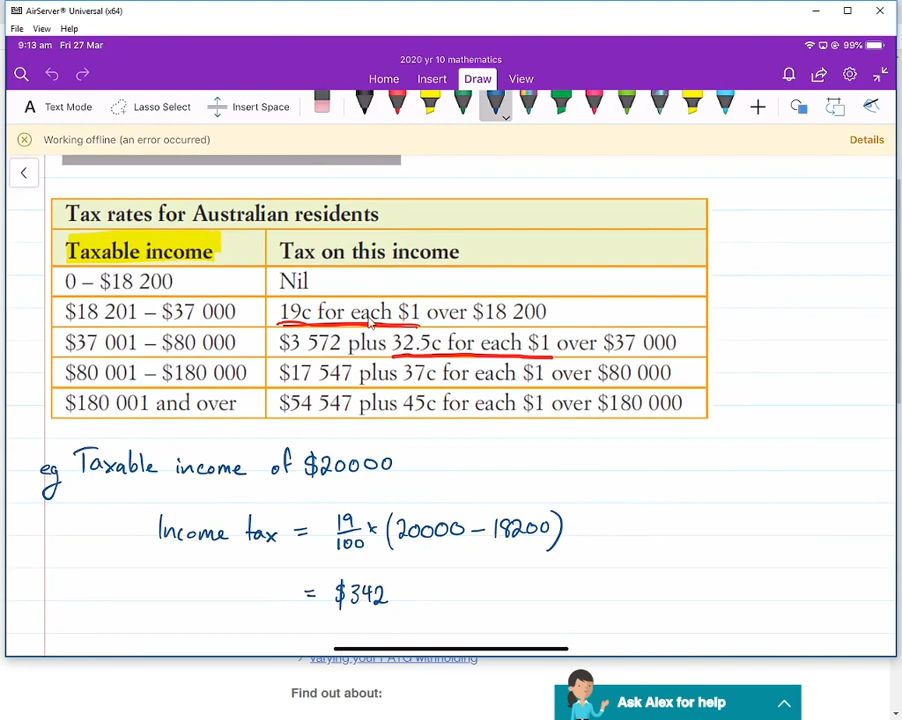 AirServer® Universal (x64)
File View Help
9:13 am Fri 27 Mar
99%
2020 yr 10 mathematics
Home Insert Draw View
A Text Mode Lasso Select Insert Space
Working offline (an error occurred) Details
Tax rates for Australian residents
Taxable income Tax on this income
0 – $18 200 Nil
$18 201 – $37 000 19c for each $1 over $18 200
$37 001 – $80 000 $3 572 plus 32.5c for each $1 over $37 000
$80 001 – $180 000 $17 547 plus 37c for each $1 over $80 000
$180 001 and over $54 547 plus 45c for each $1 over $180 000
eg Taxable income of $20000
Income tax = 19/100 × (20000 – 18200)
= $342
varying your PAYG withholding
Find out about:
Ask Alex for help